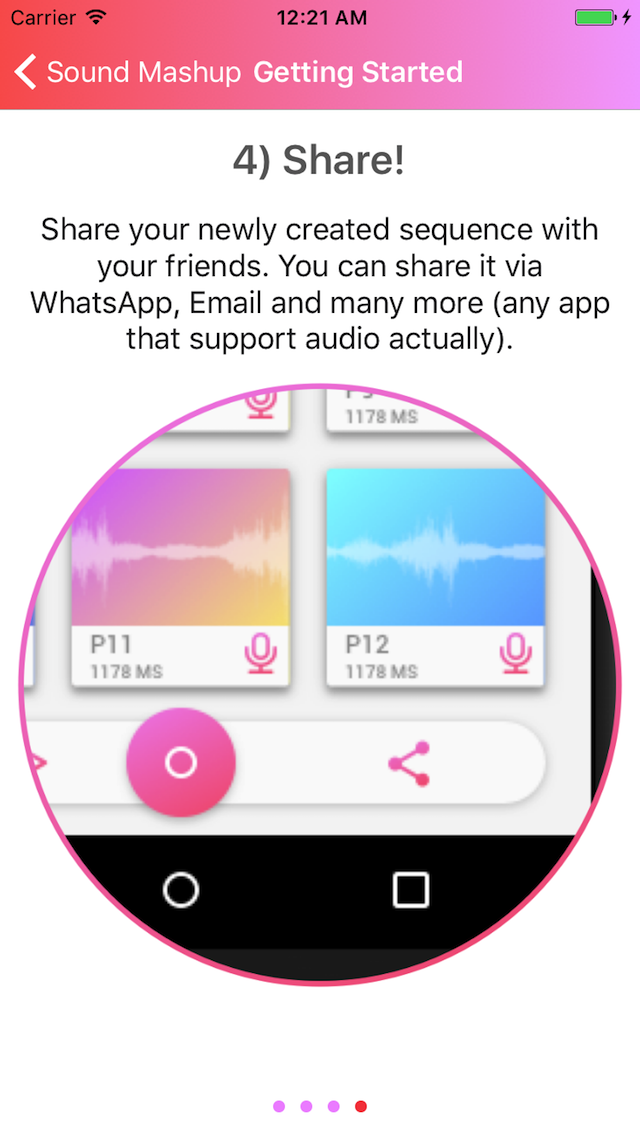 Carrier 12:21 AM
Sound Mashup Getting Started
4) Share!
Share your newly created sequence with
your friends. You can share it via
WhatsApp, Email and many more (any app
that support audio actually).
1178 MS
P11 P12
1178 MS 1178 MS